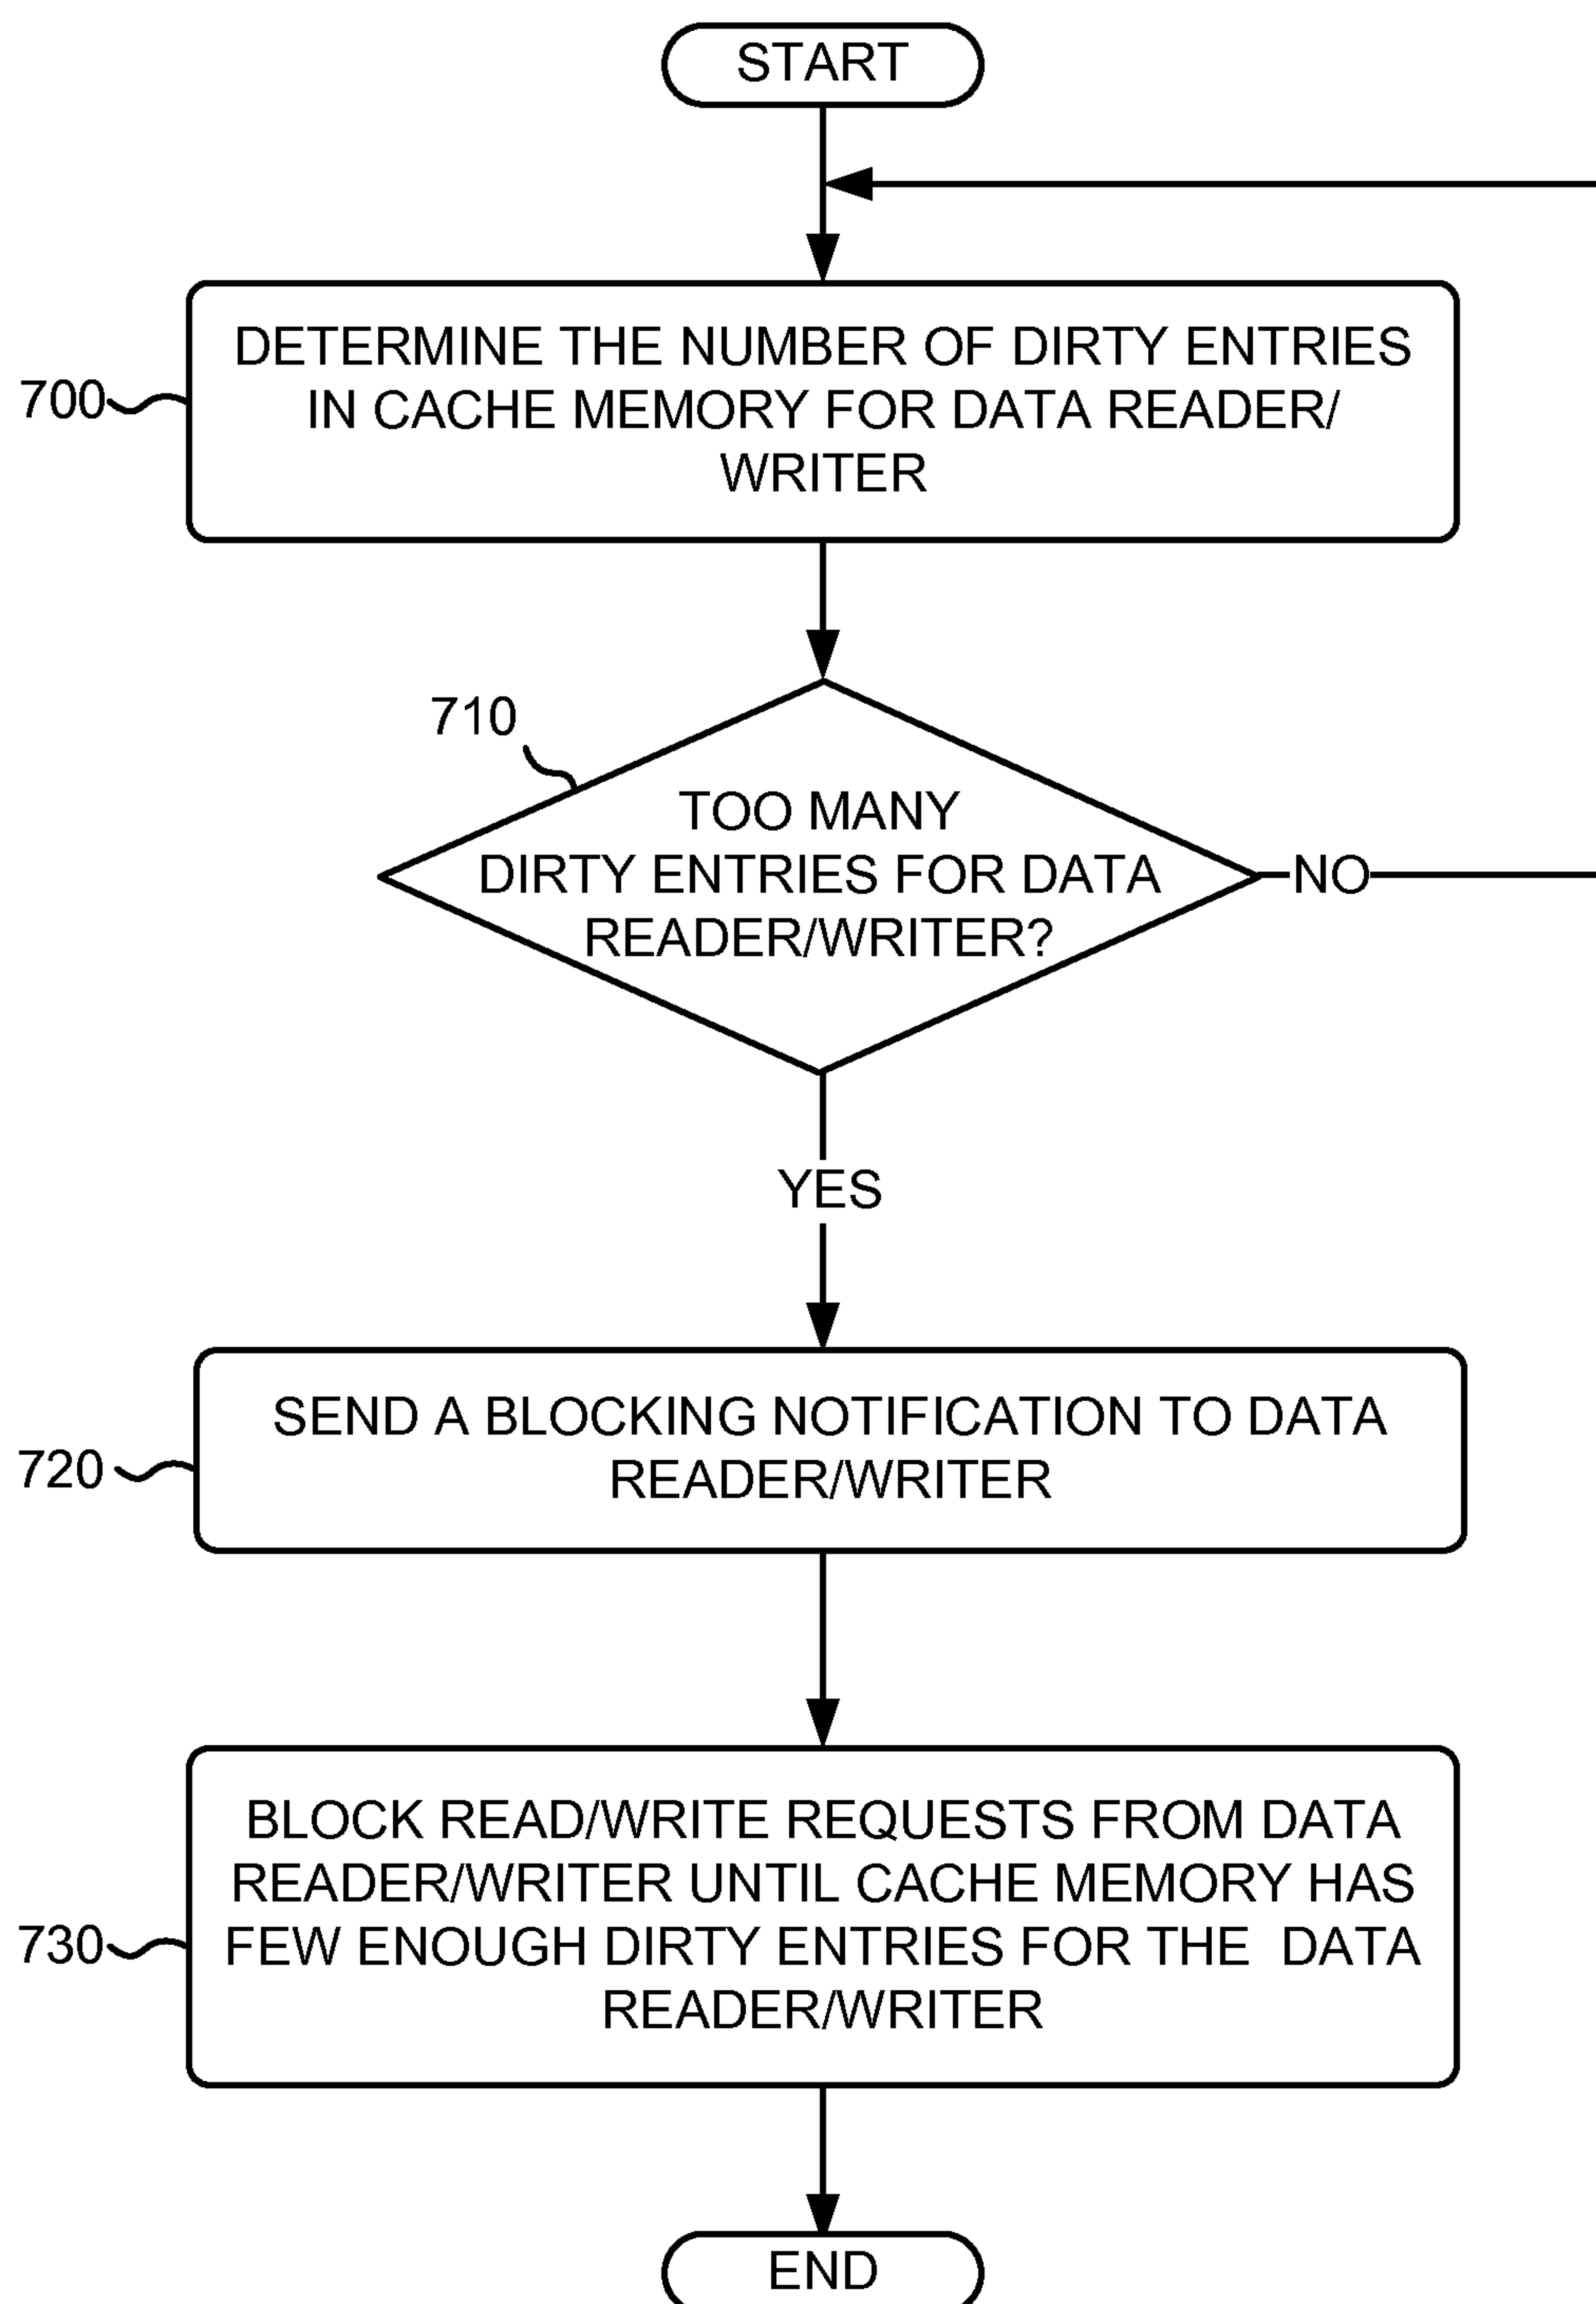 START
DETERMINE THE NUMBER OF DIRTY ENTRIES
IN CACHE MEMORY FOR DATA READER/
WRITER
700
710
TOO MANY
DIRTY ENTRIES FOR DATA
READER/WRITER?
NO
YES
SEND A BLOCKING NOTIFICATION TO DATA
READER/WRITER
720
BLOCK READ/WRITE REQUESTS FROM DATA
READER/WRITER UNTIL CACHE MEMORY HAS
FEW ENOUGH DIRTY ENTRIES FOR THE DATA
READER/WRITER
730
END